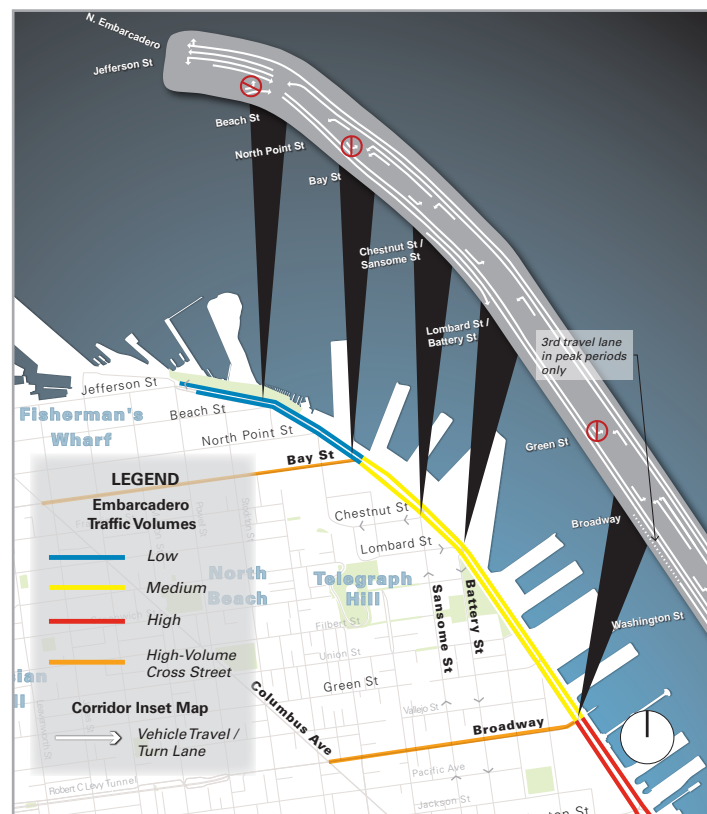 N. Embarcadero
Jefferson St
Beach St
North Point St
Bay St
Chestnut St /
Sansome St
Lombard St /
Battery St
3rd travel lane
in peak periods
only
Green St
Broadway
Washington St
Jefferson St
Beach St
North Point St
Bay St
Fisherman's
Wharf
Chestnut St
Lombard St
North
Beach
Telegraph
Hill
Sansome St
Battery St
Filbert St
Union St
Green St
Vallejo St
Columbus Ave
Broadway
Pacific Ave
Jackson St
Robert C Levy Tunnel
LEGEND
Embarcadero
Traffic Volumes
Low
Medium
High
High-Volume
Cross Street
Corridor Inset Map
Vehicle Travel /
Turn Lane